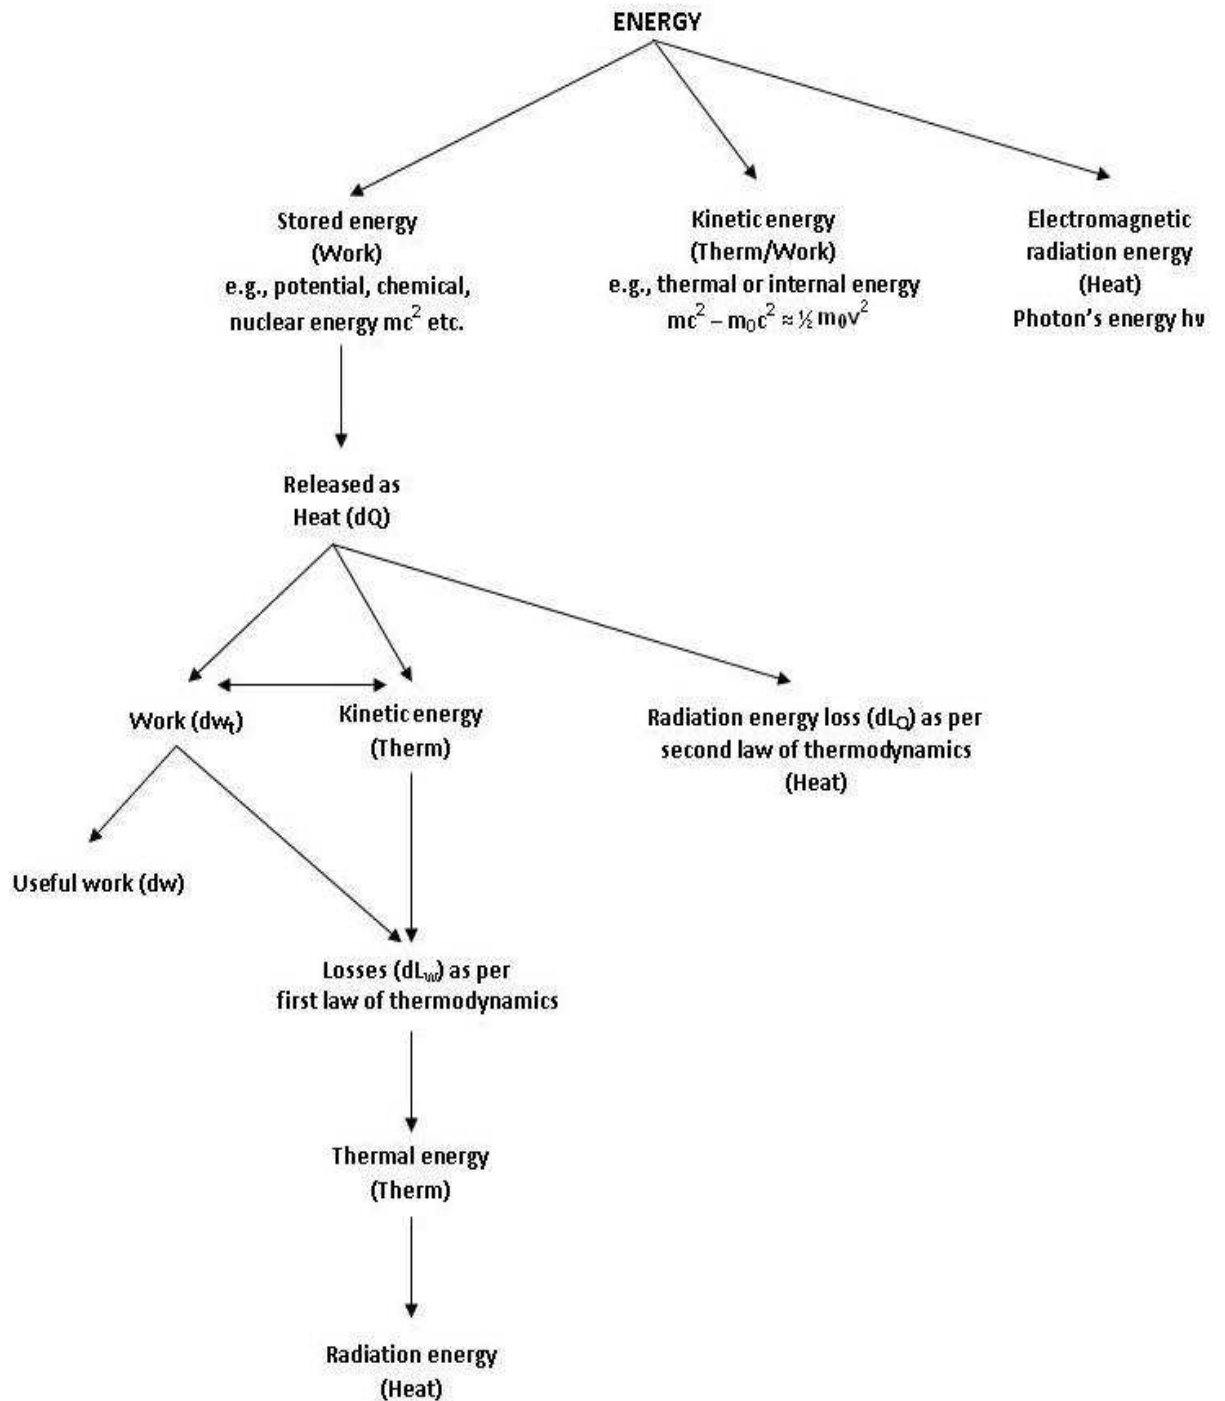 ENERGY
Stored energy
(Work)
e.g., potential, chemical,
nuclear energy mc² etc.
Kinetic energy
(Therm/Work)
e.g., thermal or internal energy
mc² – m₀c² ≈ ½ m₀v²
Electromagnetic
radiation energy
(Heat)
Photon's energy hν
Released as
Heat (dQ)
Work (dwₜ)
Kinetic energy
(Therm)
Radiation energy loss (dL_Q) as per
second law of thermodynamics
(Heat)
Useful work (dw)
Losses (dL_w) as per
first law of thermodynamics
Thermal energy
(Therm)
Radiation energy
(Heat)